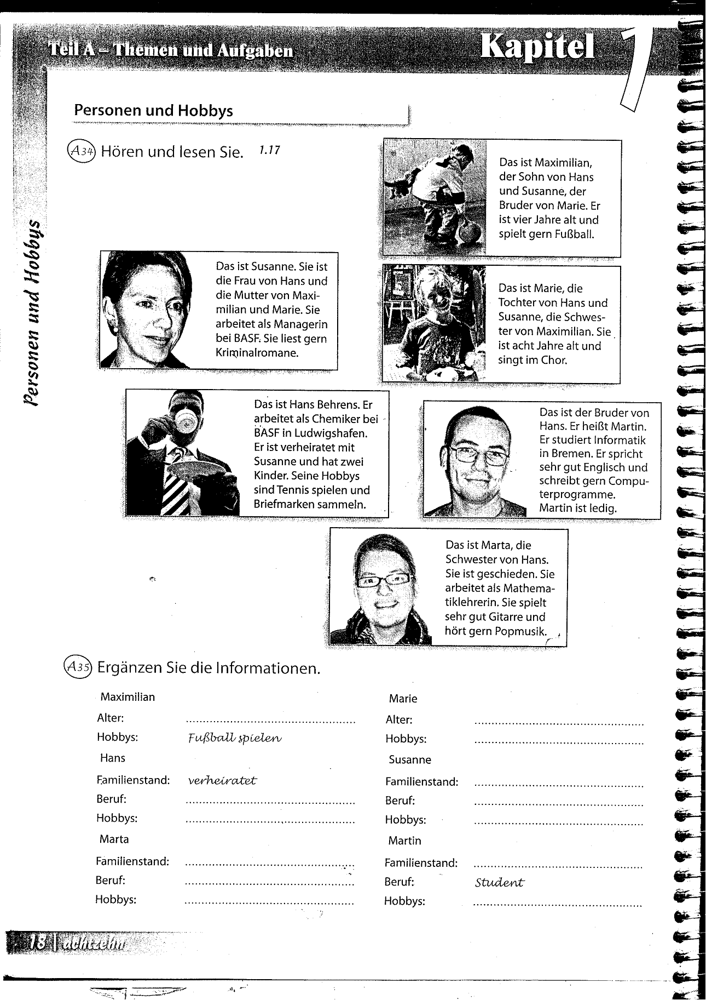 Teil A – Themen und Aufgaben
Kapitel 1
Personen und Hobbys
Personen und Hobbys
A34 Hören und lesen Sie. 1.17
Das ist Maximilian,
der Sohn von Hans
und Susanne, der
Bruder von Marie. Er
ist vier Jahre alt und
spielt gern Fußball.
Das ist Susanne. Sie ist
die Frau von Hans und
die Mutter von Maxi-
milian und Marie. Sie
arbeitet als Managerin
bei BASF. Sie liest gern
Kriminalromane.
Das ist Marie, die
Tochter von Hans und
Susanne, die Schwes-
ter von Maximilian. Sie
ist acht Jahre alt und
singt im Chor.
Das ist Hans Behrens. Er
arbeitet als Chemiker bei
BASF in Ludwigshafen.
Er ist verheiratet mit
Susanne und hat zwei
Kinder. Seine Hobbys
sind Tennis spielen und
Briefmarken sammeln.
Das ist der Bruder von
Hans. Er heißt Martin.
Er studiert Informatik
in Bremen. Er spricht
sehr gut Englisch und
schreibt gern Compu-
terprogramme.
Martin ist ledig.
Das ist Marta, die
Schwester von Hans.
Sie ist geschieden. Sie
arbeitet als Mathema-
tiklehrerin. Sie spielt
sehr gut Gitarre und
hört gern Popmusik.
A35 Ergänzen Sie die Informationen.
Maximilian
Alter:
Hobbys: Fußball spielen
Hans
Familienstand: verheiratet
Beruf:
Hobbys:
Marta
Familienstand:
Beruf:
Hobbys:
Marie
Alter:
Hobbys:
Susanne
Familienstand:
Beruf:
Hobbys:
Martin
Familienstand:
Beruf: Student
Hobbys:
18 | achtzehn